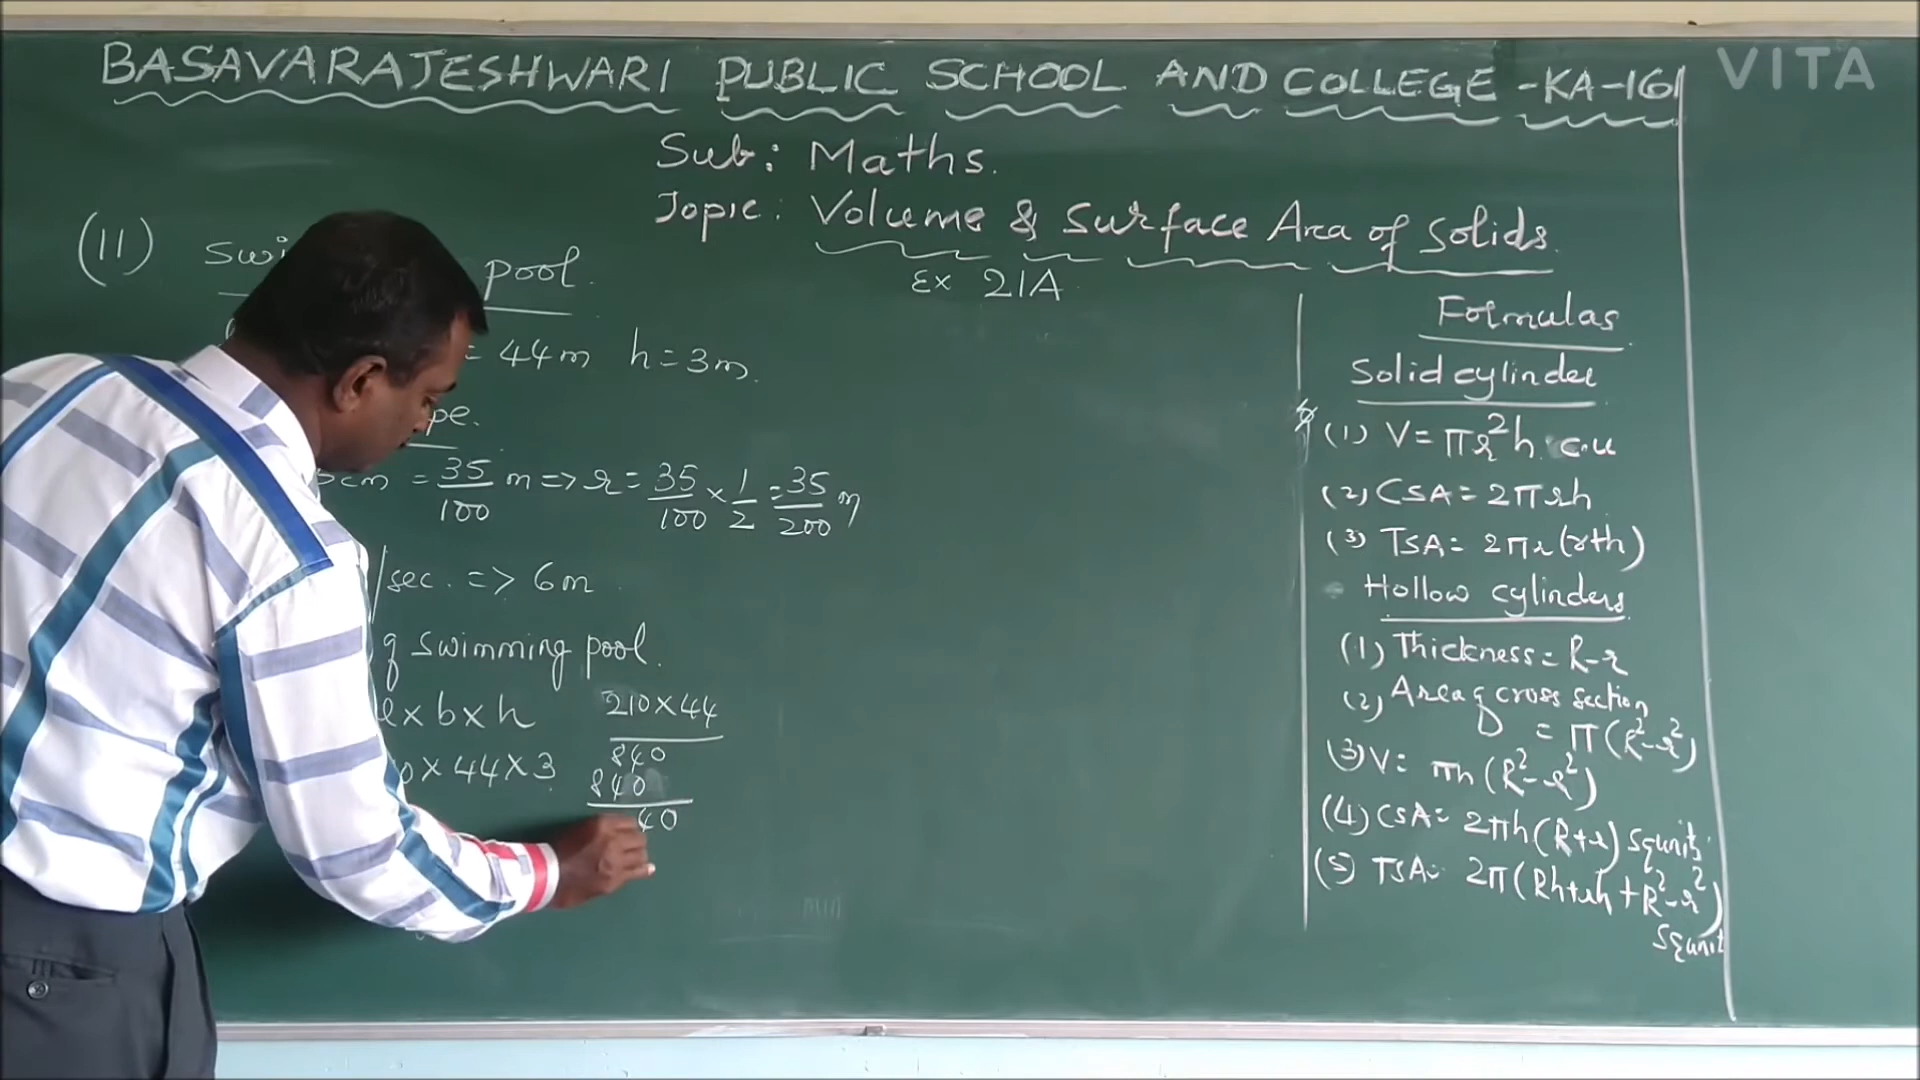 BASAVARAJESHWARI PUBLIC SCHOOL AND COLLEGE -KA-161
VITA
Sub: Maths.
Topic: Volume & Surface Area of Solids.
Ex 21A
(11)
pool.
= 44m h = 3m.
= 35/100 m => r = 35/100 × 1/2 = 35/200 m
/sec. => 6m
of swimming pool.
l × b × h
0 × 44 × 3
210 × 44
840
840
40
Formulas
Solid cylinder
(1) V = πr²h c.u
(2) CSA = 2πrh
(3) TSA = 2πr(r+h)
Hollow cylinders
(1) Thickness = R-r
(2) Area of cross section
= π(R²-r²)
(3) V = πh(R²-r²)
(4) CSA = 2πh(R+r) sq units
(5) TSA = 2π(Rh+rh+R²-r²)
sq unit